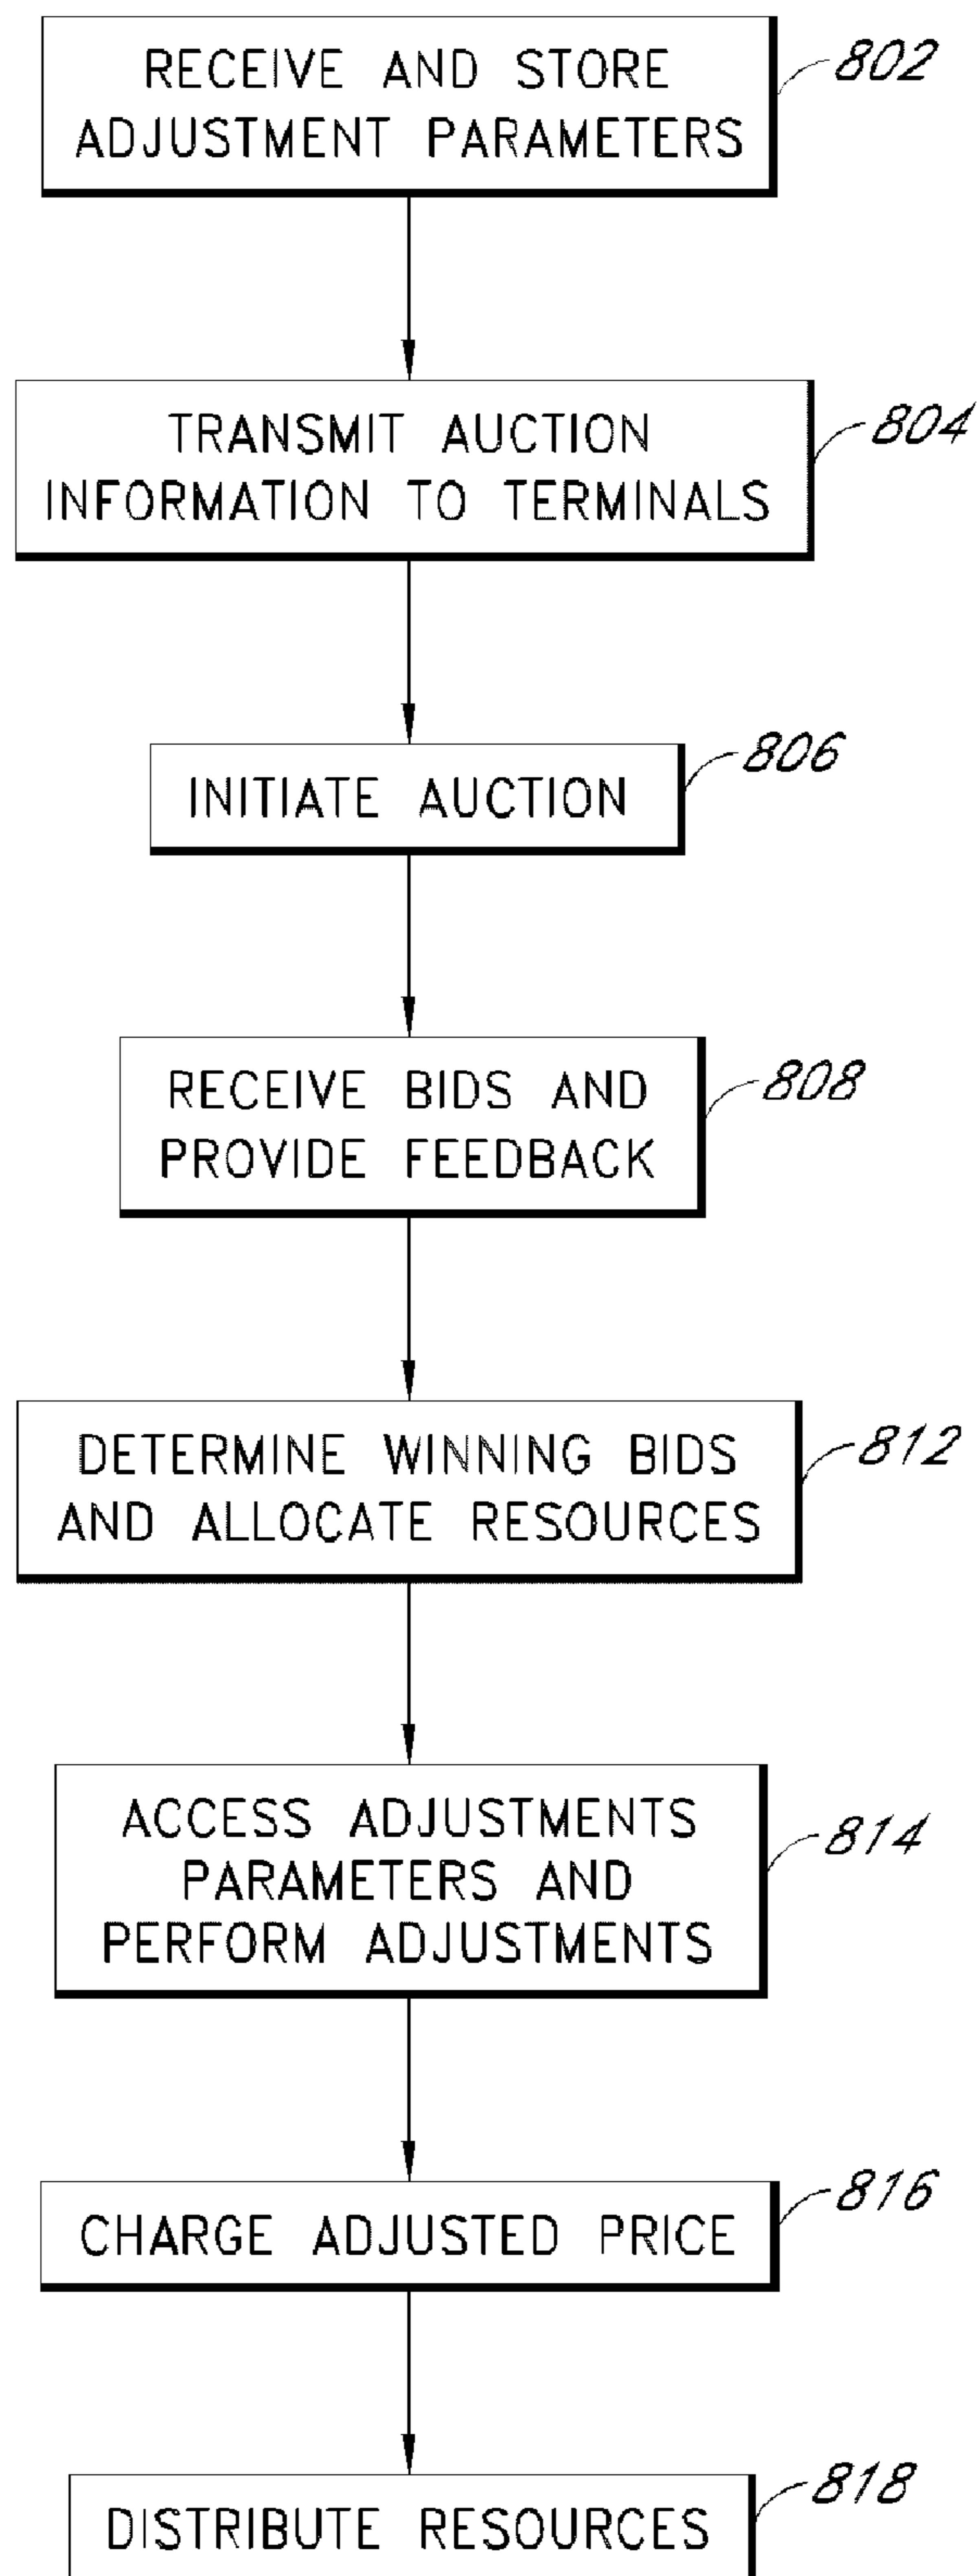 RECEIVE AND STORE
ADJUSTMENT PARAMETERS
802
TRANSMIT AUCTION
INFORMATION TO TERMINALS
804
INITIATE AUCTION
806
RECEIVE BIDS AND
PROVIDE FEEDBACK
808
DETERMINE WINNING BIDS
AND ALLOCATE RESOURCES
812
ACCESS ADJUSTMENTS
PARAMETERS AND
PERFORM ADJUSTMENTS
814
CHARGE ADJUSTED PRICE
816
DISTRIBUTE RESOURCES
818